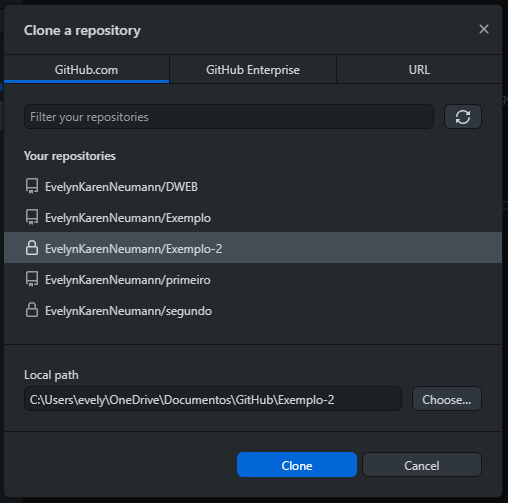 Clone a repository
GitHub.com
GitHub Enterprise
URL
Filter your repositories
Your repositories
EvelynKarenNeumann/DWEB
EvelynKarenNeumann/Exemplo
EvelynKarenNeumann/Exemplo-2
EvelynKarenNeumann/primeiro
EvelynKarenNeumann/segundo
Local path
C:\Users\evely\OneDrive\Documentos\GitHub\Exemplo-2
Choose...
Clone
Cancel